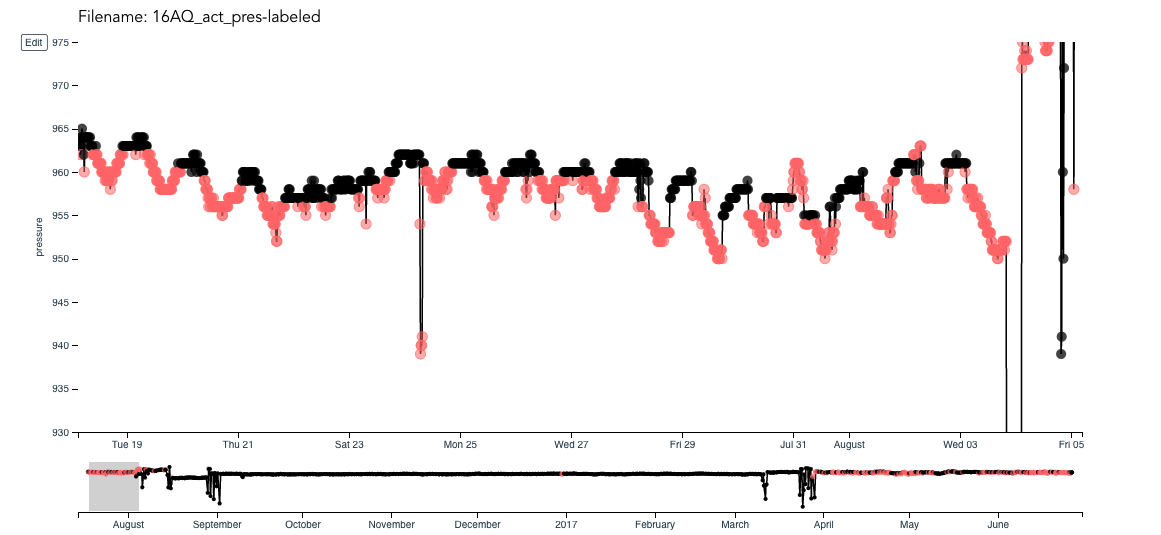 Filename: 16AQ_act_pres-labeled
Edit
975
970
965
960
955
950
945
940
935
930
pressure
Tue 19 Thu 21 Sat 23 Mon 25 Wed 27 Fri 29 Jul 31 August Wed 03 Fri 05
August September October November December 2017 February March April May June